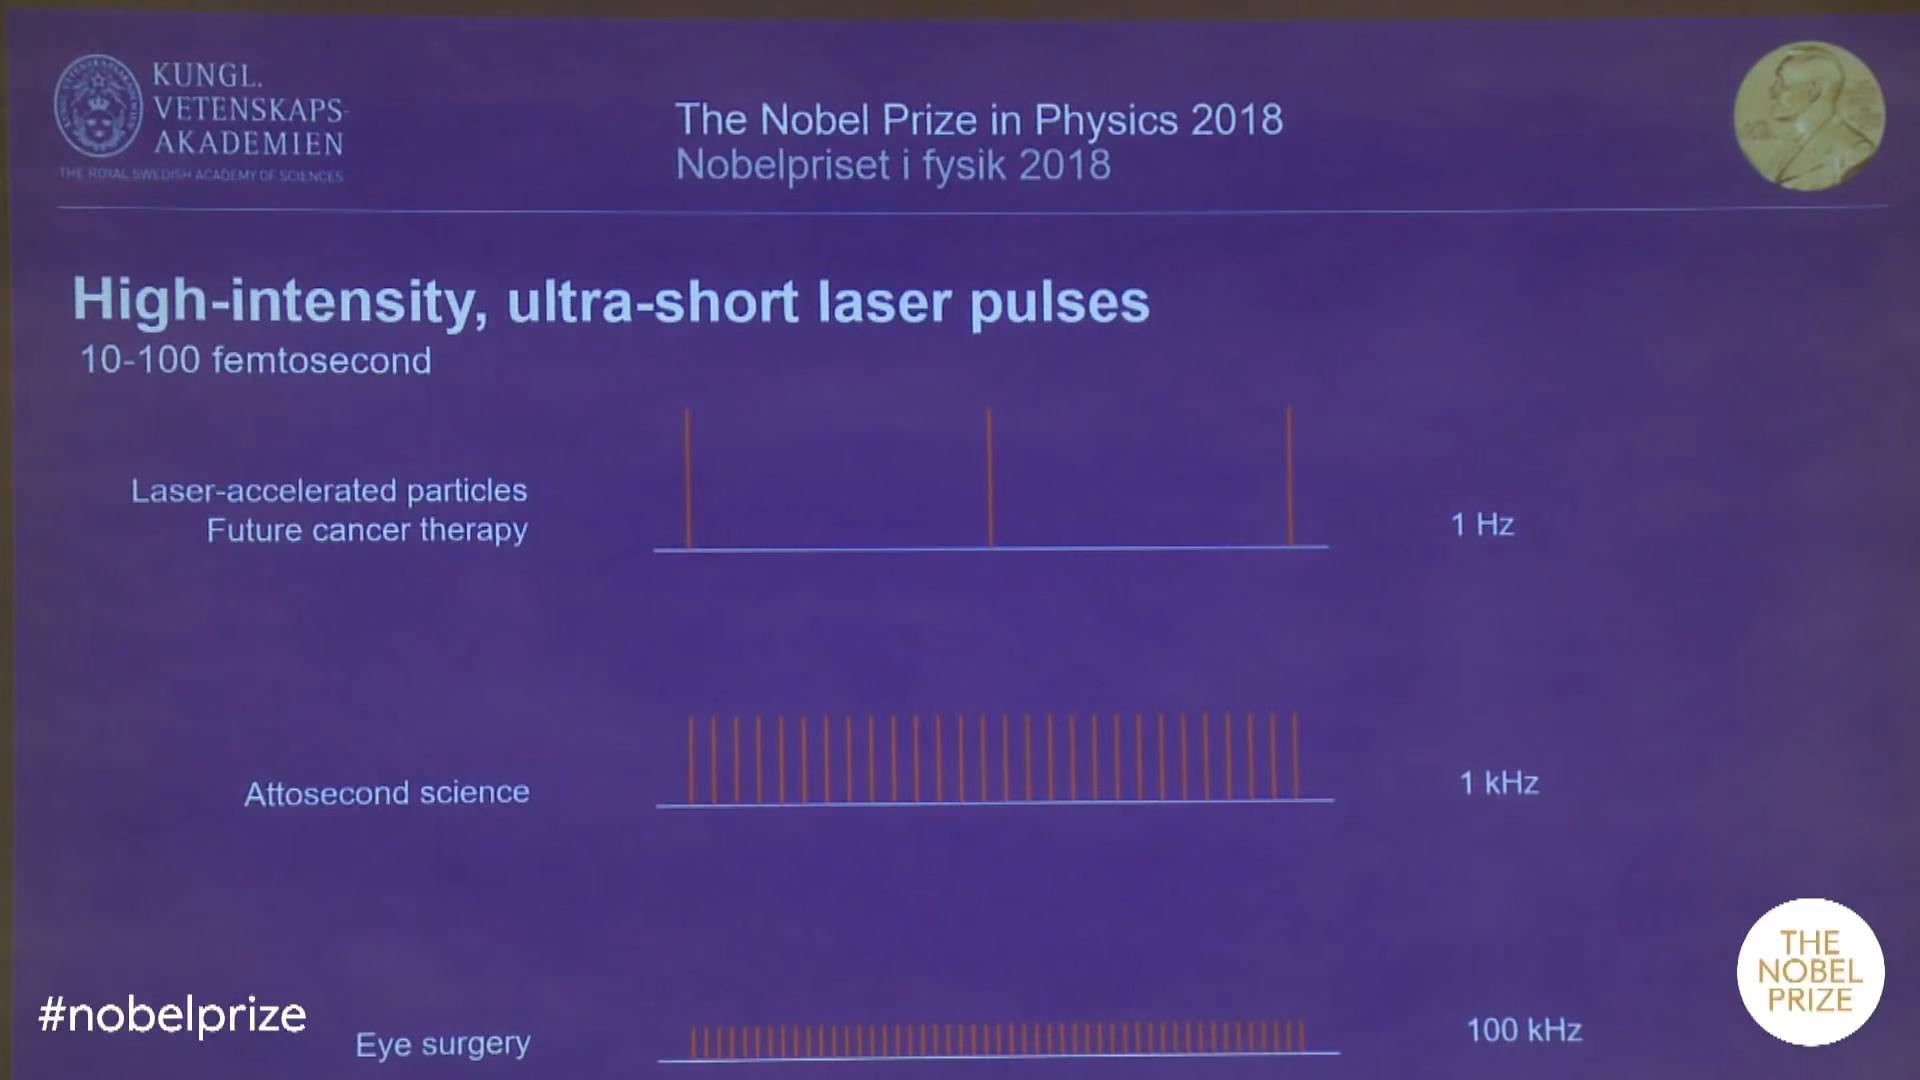 KUNGL.
VETENSKAPS-
AKADEMIEN
THE ROYAL SWEDISH ACADEMY OF SCIENCES
The Nobel Prize in Physics 2018
Nobelpriset i fysik 2018
High-intensity, ultra-short laser pulses
10-100 femtosecond
Laser-accelerated particles
Future cancer therapy
1 Hz
Attosecond science
1 kHz
Eye surgery
100 kHz
#nobelprize
THE
NOBEL
PRIZE